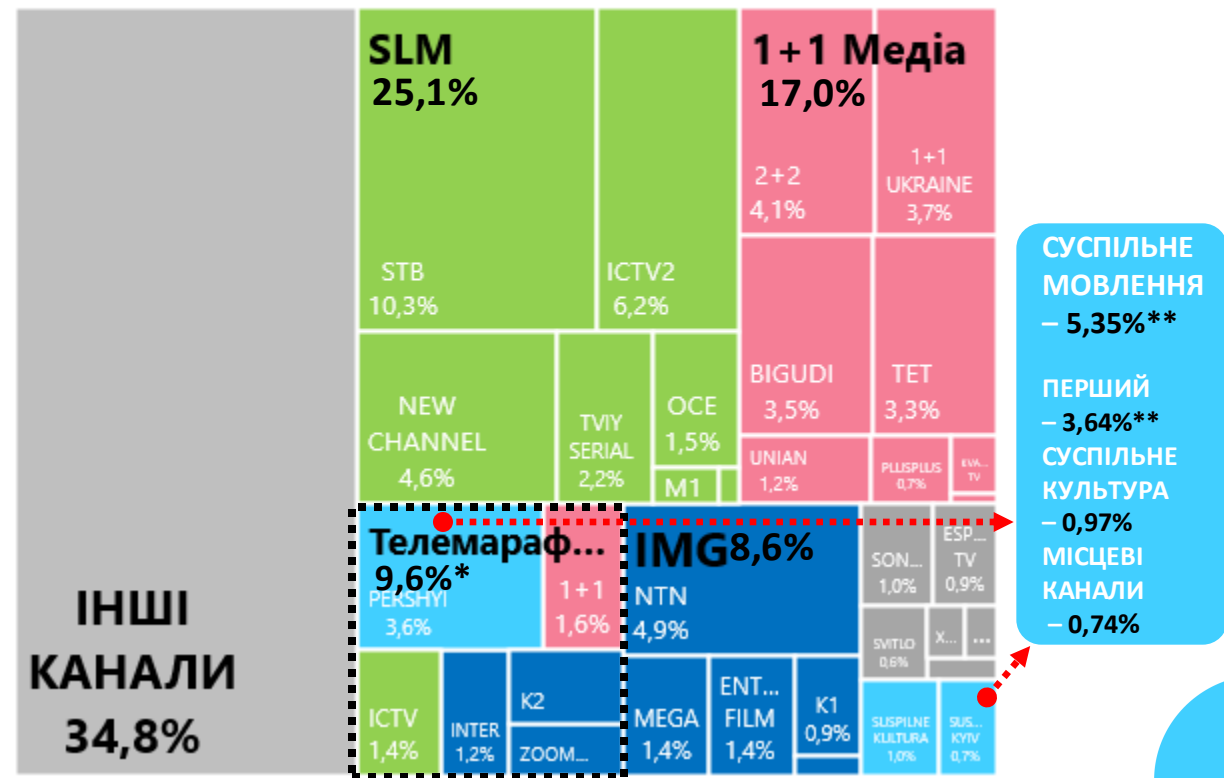 ІНШІ
КАНАЛИ
34,8%
SLM
25,1%
STB
10,3%
ICTV2
6,2%
NEW
CHANNEL
4,6%
TVIY
SERIAL
2,2%
OCE
1,5%
M1
1+1 Медіа
17,0%
2+2
4,1%
1+1
UKRAINE
3,7%
BIGUDI
3,5%
TET
3,3%
UNIAN
1,2%
PLUSPLUS
0,7%
KVA...
TV
Телемараф...
9,6%*
PERSHYI
3,6%
1+1
1,6%
ICTV
1,4%
INTER
1,2%
K2
ZOOM...
IMG 8,6%
NTN
4,9%
MEGA
1,4%
ENT...
FILM
1,4%
K1
0,9%
SON...
1,0%
ESP...
TV
0,9%
SVITLO
0,6%
X...
...
SUSPILNE
KULTURA
1,0%
SUS...
KYIV
0,7%
СУСПІЛЬНЕ
МОВЛЕННЯ
– 5,35%**
ПЕРШИЙ
– 3,64%**
СУСПІЛЬНЕ
КУЛЬТУРА
– 0,97%
МІСЦЕВІ
КАНАЛИ
– 0,74%